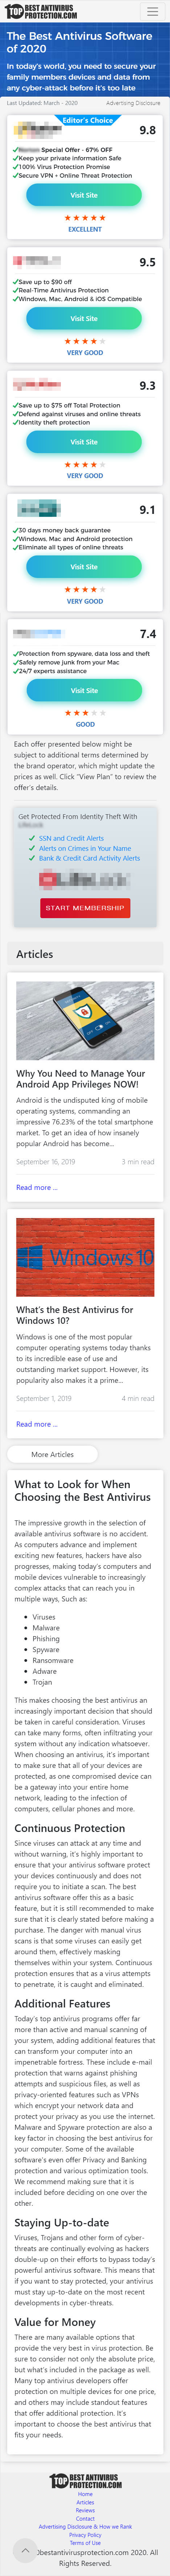 TOP BEST ANTIVIRUS
PROTECTION.COM
The Best Antivirus Software
of 2020
In today's world, you need to secure your
family members devices and data from
any cyber-attack before it's too late
Last Updated: March - 2020 Advertising Disclosure
Editor's Choice
9.8
Special Offer - 67% OFF
Keep your private information Safe
100% Virus Protection Promise
Secure VPN + Online Threat Protection
Visit Site
EXCELLENT
9.5
Save up to $90 off
Real-Time Antivirus Protection
Windows, Mac, Android & iOS Compatible
Visit Site
VERY GOOD
9.3
Save up to $75 off Total Protection
Defend against viruses and online threats
Identity theft protection
Visit Site
VERY GOOD
9.1
30 days money back guarantee
Windows, Mac and Android protection
Eliminate all types of online threats
Visit Site
VERY GOOD
7.4
Protection from spyware, data loss and theft
Safely remove junk from your Mac
24/7 experts assistance
Visit Site
GOOD
Each offer presented below might be
subject to additional terms determined by
the brand operator, which might update the
prices as well. Click "View Plan" to review the
offer's details.
Get Protected From Identity Theft With
SSN and Credit Alerts
Alerts on Crimes in Your Name
Bank & Credit Card Activity Alerts
START MEMBERSHIP
Articles
Why You Need to Manage Your
Android App Privileges NOW!
Android is the undisputed king of mobile
operating systems, commanding an
impressive 76.23% of the total smartphone
market. To get an idea of how insanely
popular Android has become...
September 16, 2019 3 min read
Read more ...
Windows 10
What's the Best Antivirus for
Windows 10?
Windows is one of the most popular
computer operating systems today thanks
to its incredible ease of use and
outstanding market support. However, its
popularity also makes it a prime...
September 1, 2019 4 min read
Read more ...
More Articles
What to Look for When
Choosing the Best Antivirus
The impressive growth in the selection of
available antivirus software is no accident.
As computers advance and implement
exciting new features, hackers have also
progresses, making today's computers and
mobile devices vulnerable to increasingly
complex attacks that can reach you in
multiple ways, Such as:
• Viruses
• Malware
• Phishing
• Spyware
• Ransomware
• Adware
• Trojan
This makes choosing the best antivirus an
increasingly important decision that should
be taken in careful consideration. Viruses
can take many forms, often infiltrating your
system without any indication whatsoever.
When choosing an antivirus, it's important
to make sure that all of your devices are
protected, as one compromised device can
be a gateway into your entire home
network, leading to the infection of
computers, cellular phones and more.
Continuous Protection
Since viruses can attack at any time and
without warning, it's highly important to
ensure that your antivirus software protect
your devices continuously and does not
require you to initiate a scan. The best
antivirus software offer this as a basic
feature, but it is still recommended to make
sure that it is clearly stated before making a
purchase. The danger with manual virus
scans is that some viruses can easily get
around them, effectively masking
themselves within your system. Continuous
protection ensures that as a virus attempts
to penetrate, it is caught and eliminated.
Additional Features
Today's top antivirus programs offer far
more than active and manual scanning of
your system, adding additional features that
can transform your computer into an
impenetrable fortress. These include e-mail
protection that warns against phishing
attempts and suspicious files, as well as
privacy-oriented features such as VPNs
which encrypt your network data and
protect your privacy as you use the internet.
Malware and Spyware protection are also a
key factor in choosing the best antivirus for
your computer. Some of the available
software's even offer Privacy and Banking
protection and various optimization tools.
We recommend making sure that it is
included before deciding on one over the
other.
Staying Up-to-date
Viruses, Trojans and other form of cyber-
threats are continually evolving as hackers
double-up on their efforts to bypass today's
powerful antivirus software. This means that
if you want to stay protected, your antivirus
must stay up-to-date on the most recent
developments in cyber-threats.
Value for Money
There are many available options that
provide the very best in virus protection. Be
sure to consider not only the absolute price,
but what's included in the package as well.
Many top antivirus developers offer
protection on multiple devices for one price,
and others may include standout features
that offer additional protection. It's
important to choose the best antivirus that
fits your needs.
TOP BEST ANTIVIRUS
PROTECTION.COM
Home
Articles
Reviews
Contact
Advertising Disclosure & How we Rank
Privacy Policy
Terms of Use
bestantivirusprotection.com 2020. All
Rights Reserved.